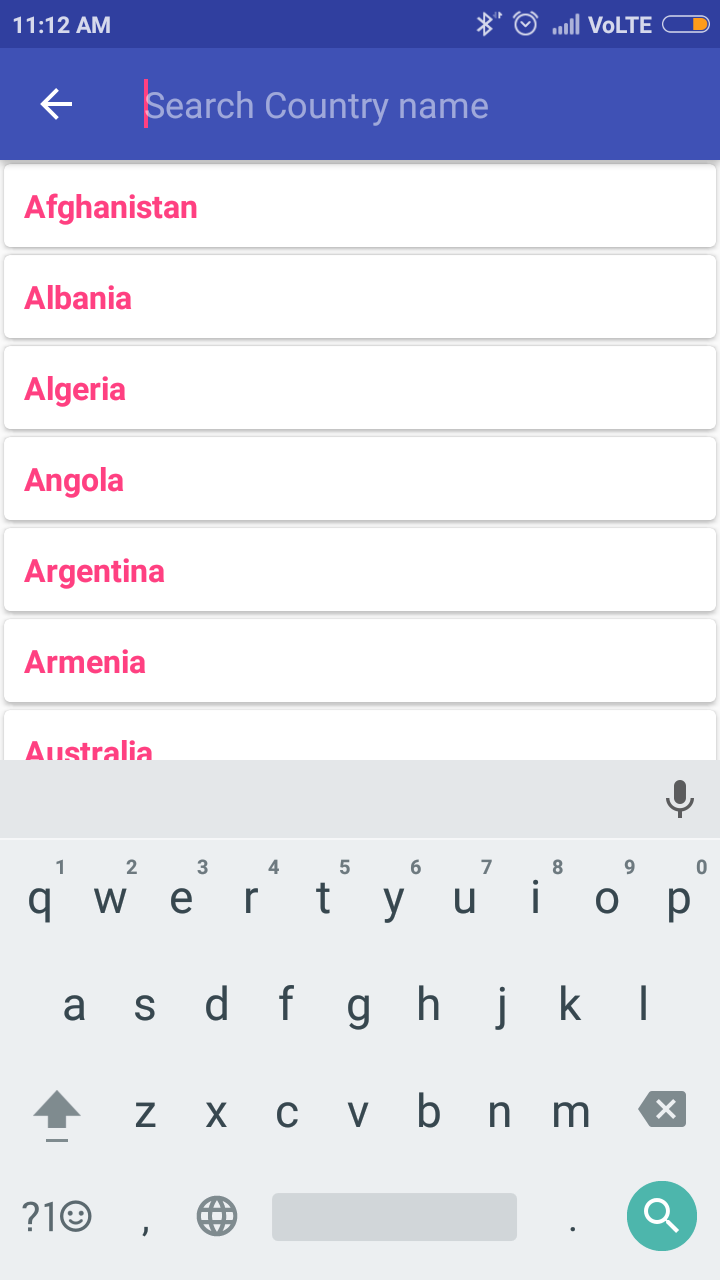 11:12 AM VoLTE
Search Country name
Afghanistan
Albania
Algeria
Angola
Argentina
Armenia
Australia
1 2 3 4 5 6 7 8 9 0
q w e r t y u i o p
a s d f g h j k l
z x c v b n m
?1☺ , .